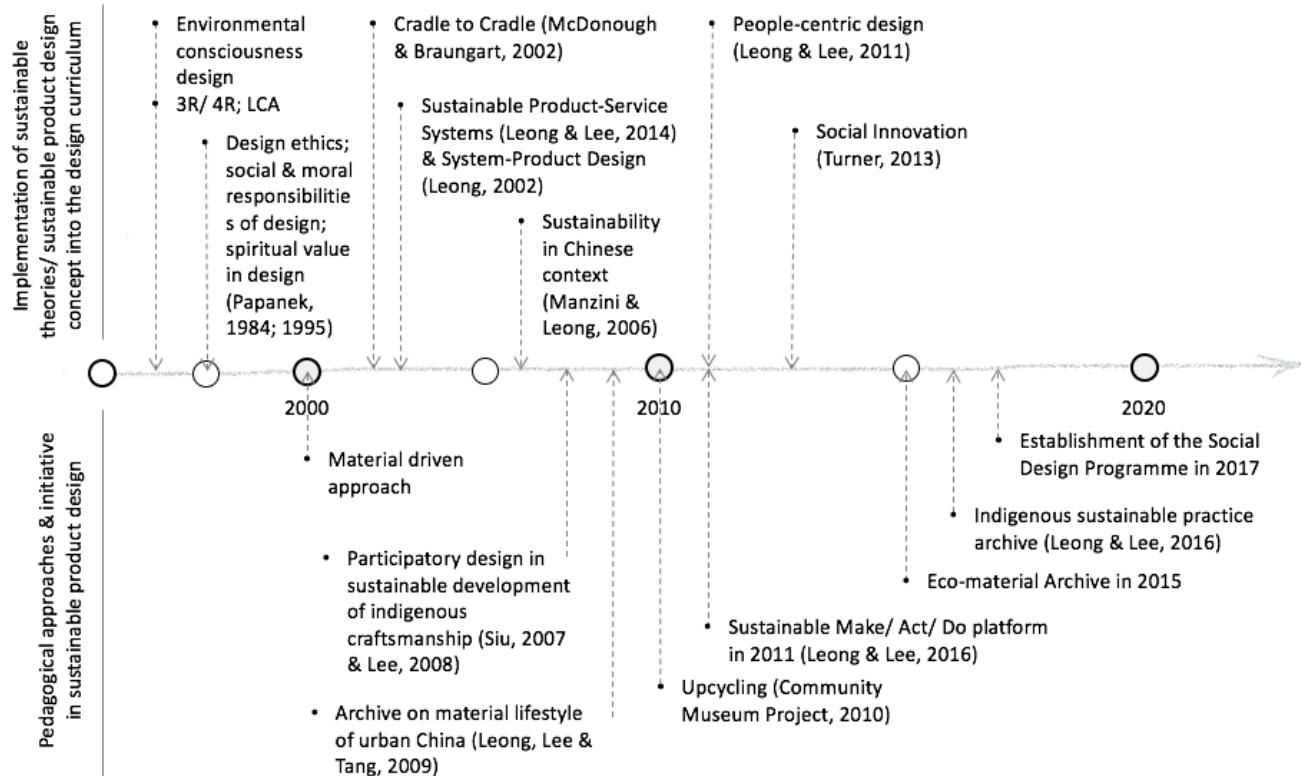 Implementation of sustainable
theories/ sustainable product design
concept into the design curriculum
• Environmental
consciousness
design
• 3R/ 4R; LCA
• Design ethics;
social & moral
responsibilitie
s of design;
spiritual value
in design
(Papanek,
1984; 1995)
• Cradle to Cradle (McDonough
& Braungart, 2002)
• Sustainable Product-Service
Systems (Leong & Lee, 2014)
& System-Product Design
(Leong, 2002)
• Sustainability
in Chinese
context
(Manzini &
Leong, 2006)
• People-centric design
(Leong & Lee, 2011)
• Social Innovation
(Turner, 2013)
2000
2010
2020
Pedagogical approaches & initiative
in sustainable product design
• Material driven
approach
• Participatory design in
sustainable development
of indigenous
craftsmanship (Siu, 2007
& Lee, 2008)
• Archive on material lifestyle
of urban China (Leong, Lee &
Tang, 2009)
• Establishment of the Social
Design Programme in 2017
• Indigenous sustainable practice
archive (Leong & Lee, 2016)
• Eco-material Archive in 2015
• Sustainable Make/ Act/ Do platform
in 2011 (Leong & Lee, 2016)
• Upcycling (Community
Museum Project, 2010)